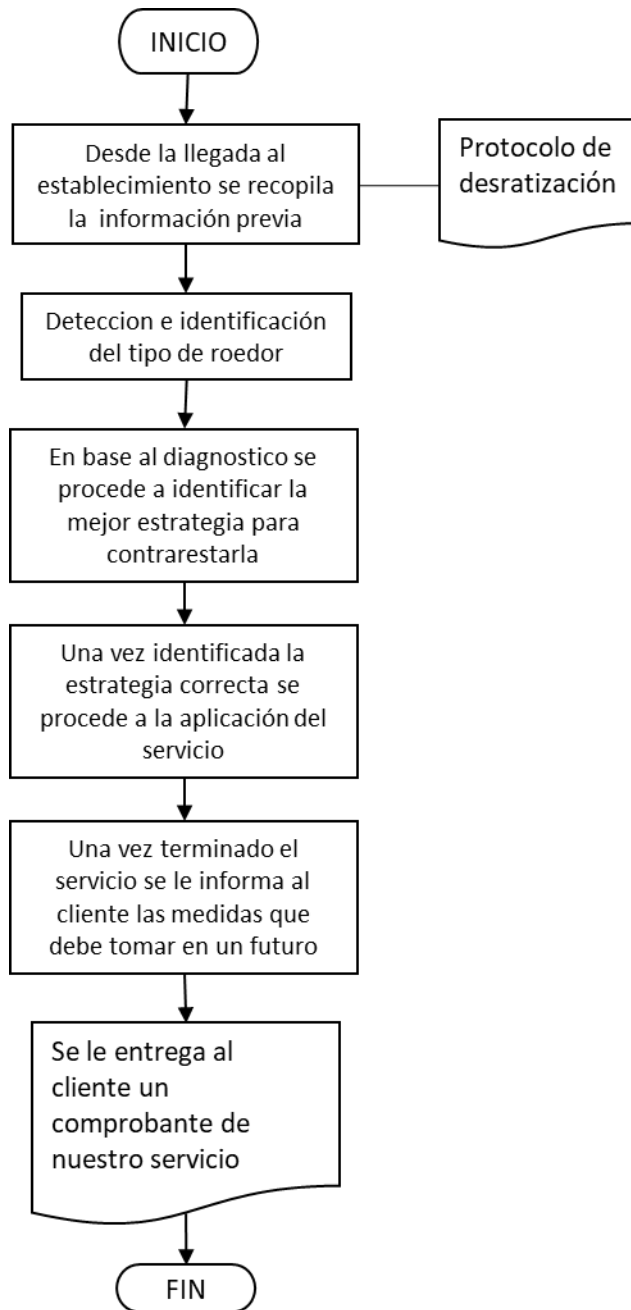 INICIO
Desde la llegada al
establecimiento se recopila
la información previa
Protocolo de
desratización
Deteccion e identificación
del tipo de roedor
En base al diagnostico se
procede a identificar la
mejor estrategia para
contrarestarla
Una vez identificada la
estrategia correcta se
procede a la aplicación del
servicio
Una vez terminado el
servicio se le informa al
cliente las medidas que
debe tomar en un futuro
Se le entrega al
cliente un
comprobante de
nuestro servicio
FIN